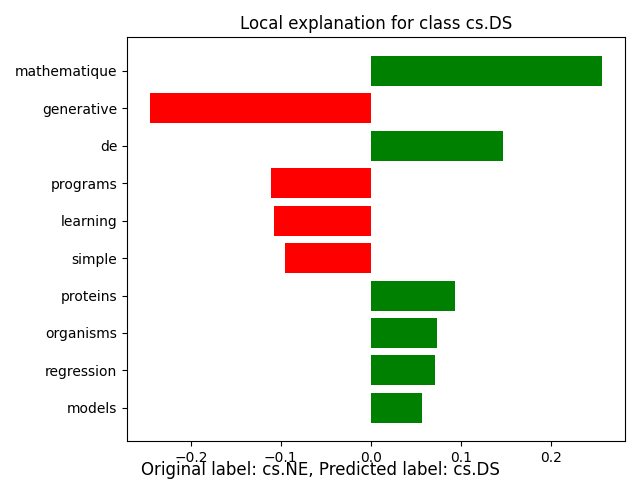 Local explanation for class cs.DS
mathematique
generative
de
programs
learning
simple
proteins
organisms
regression
models
−0.2 −0.1 0.0 0.1 0.2
Original label: cs.NE, Predicted label: cs.DS